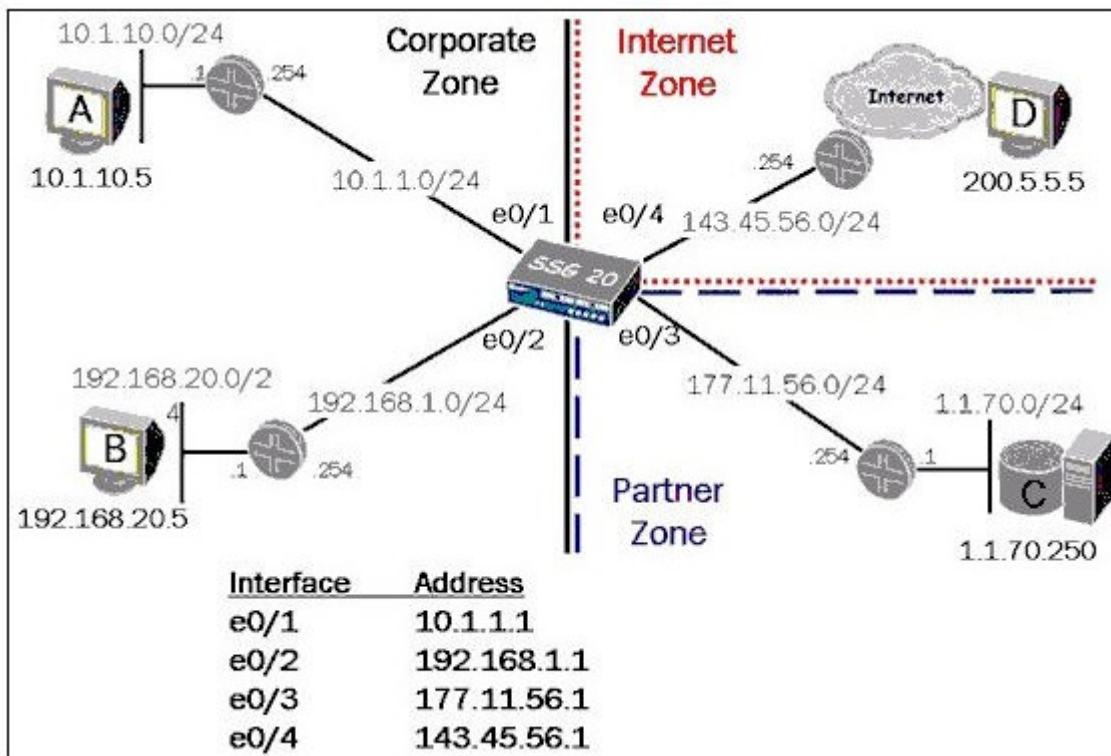 10.1.10.0/24
Corporate
Zone
Internet
Zone
.1
.254
A
10.1.10.5
Internet
D
.254
200.5.5.5
10.1.1.0/24
e0/1
e0/4
143.45.56.0/24
SSG 20
e0/2
e0/3
192.168.20.0/2
4
192.168.1.0/24
B
.1
.254
192.168.20.5
177.11.56.0/24
1.1.70.0/24
.254
.1
C
1.1.70.250
Partner
Zone
Interface Address
e0/1 10.1.1.1
e0/2 192.168.1.1
e0/3 177.11.56.1
e0/4 143.45.56.1